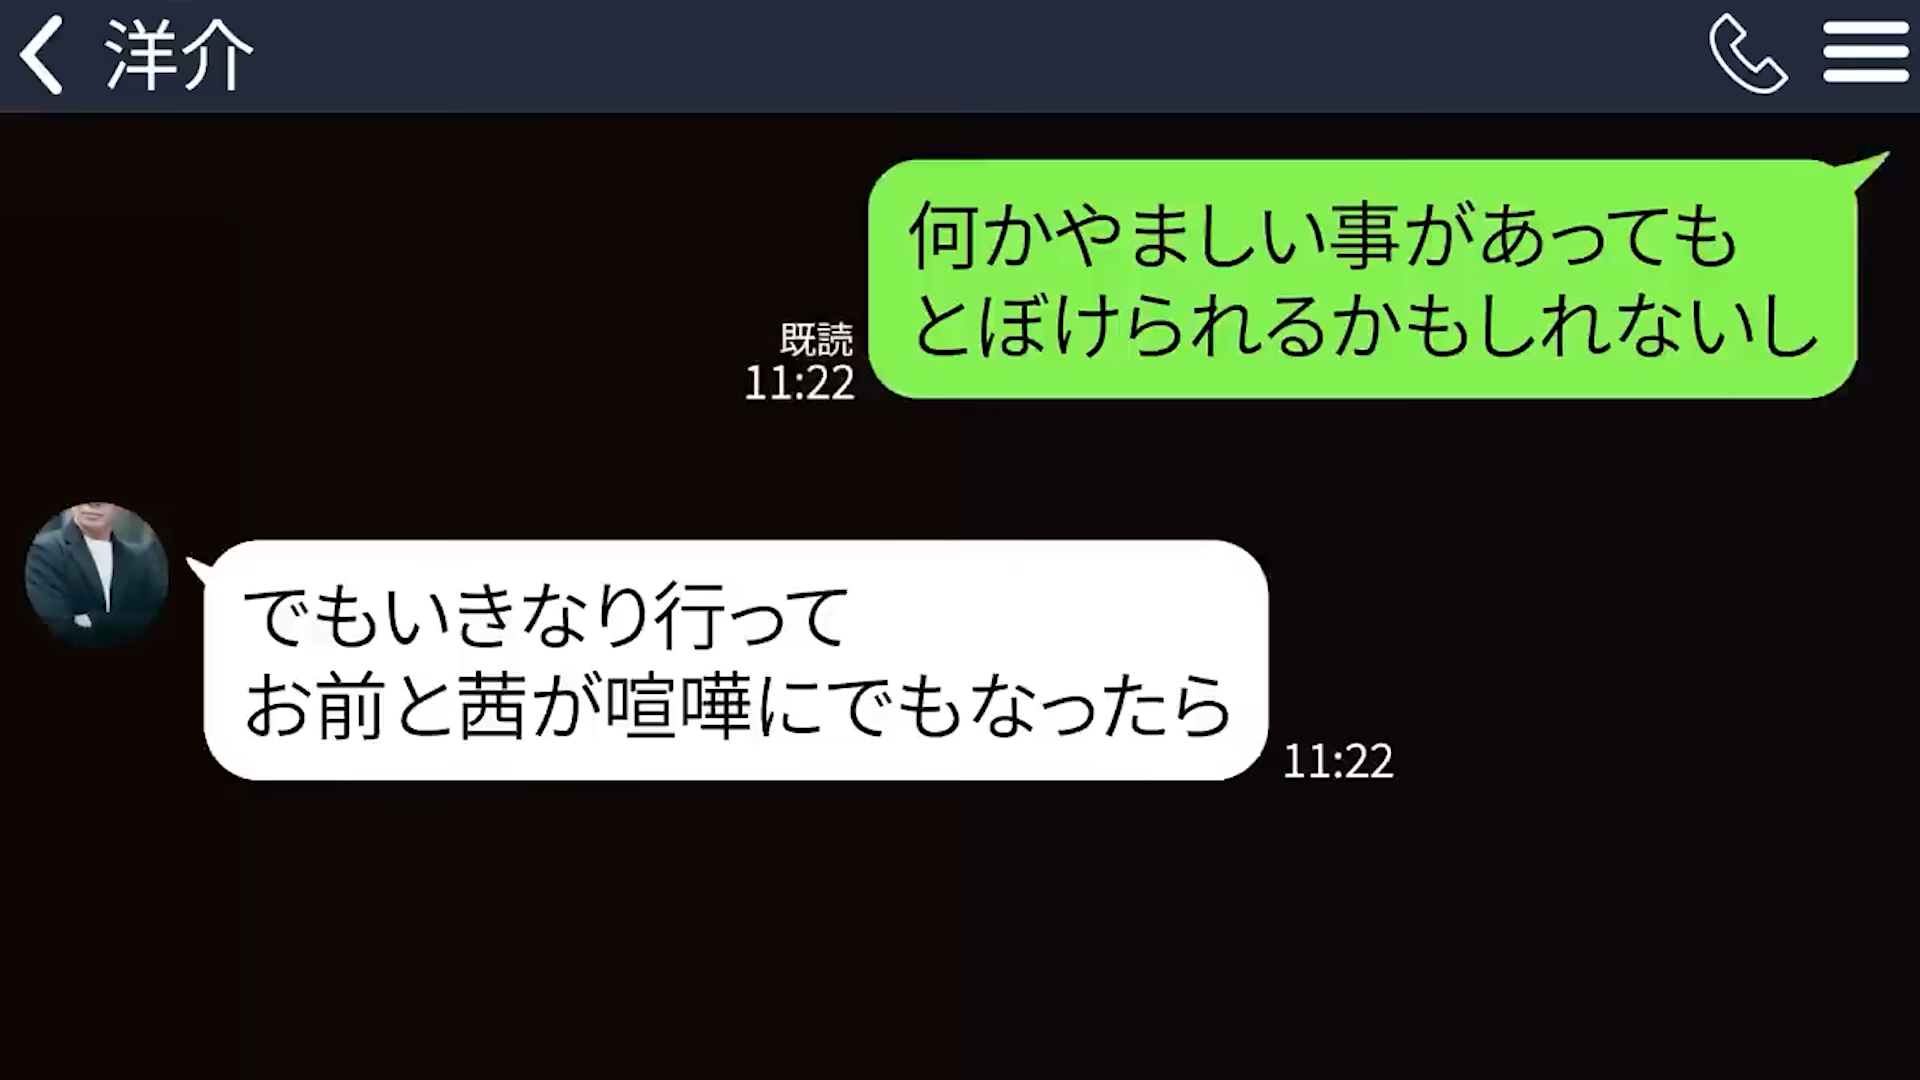 洋介
何かやましい事があっても
とぼけられるかもしれないし
既読
11:22
でもいきなり行って
お前と茜が喧嘩にでもなったら
11:22